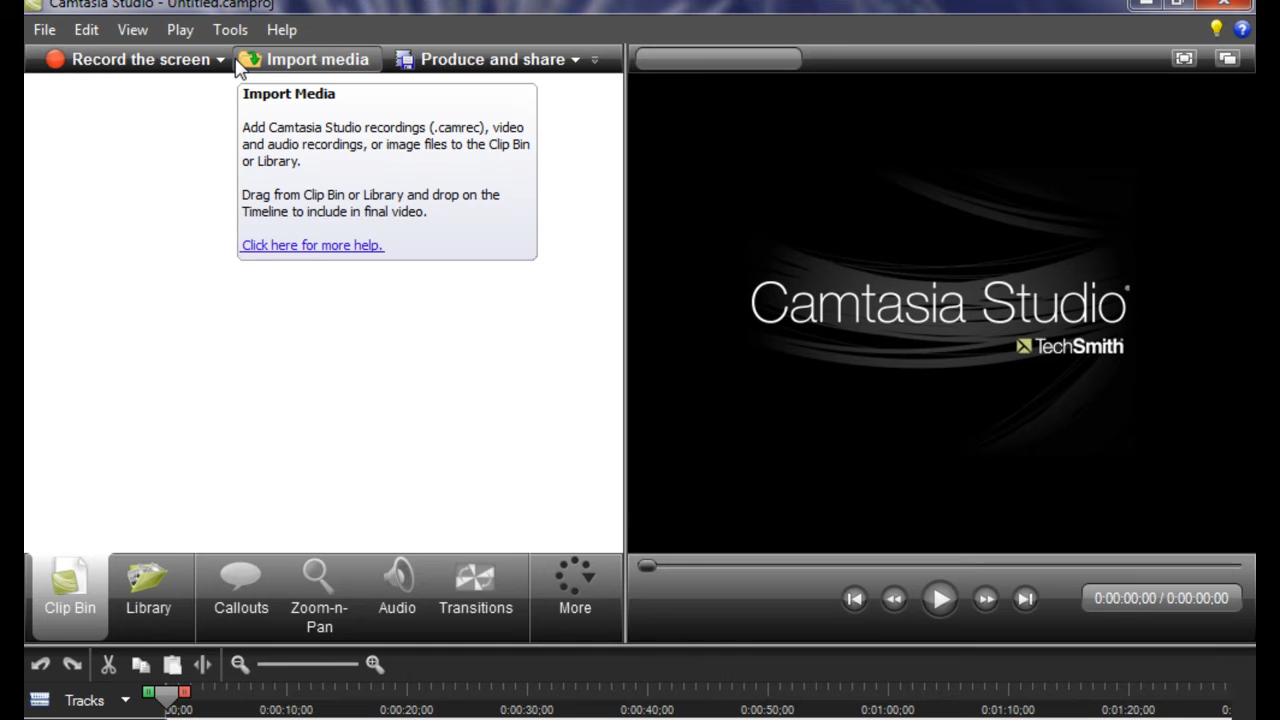 Camtasia Studio - Untitled.camproj
File Edit View Play Tools Help
Record the screen Import media Produce and share
Import Media
Add Camtasia Studio recordings (.camrec), video
and audio recordings, or image files to the Clip Bin
or Library.
Drag from Clip Bin or Library and drop on the
Timeline to include in final video.
Click here for more help.
Camtasia Studio
TechSmith
Clip Bin Library Callouts Zoom-n-
Pan Audio Transitions More
0:00:00;00 / 0:00:00;00
Tracks
00;00 0:00:10;00 0:00:20;00 0:00:30;00 0:00:40;00 0:00:50;00 0:01:00;00 0:01:10;00 0:01:20;00 0: